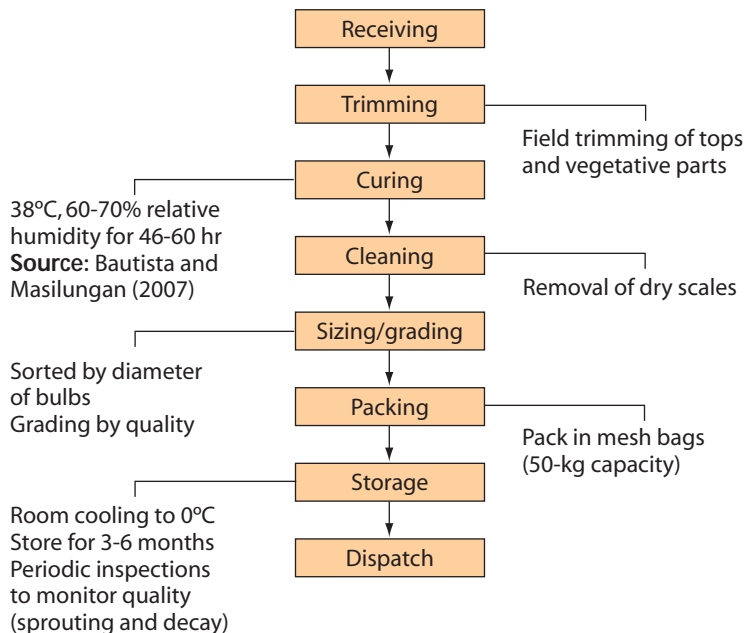 Receiving
Trimming
Field trimming of tops
and vegetative parts
Curing
38ºC, 60-70% relative
humidity for 46-60 hr
Source: Bautista and
Masilungan (2007)
Cleaning
Removal of dry scales
Sizing/grading
Sorted by diameter
of bulbs
Grading by quality
Packing
Pack in mesh bags
(50-kg capacity)
Storage
Room cooling to 0ºC
Store for 3-6 months
Periodic inspections
to monitor quality
(sprouting and decay)
Dispatch